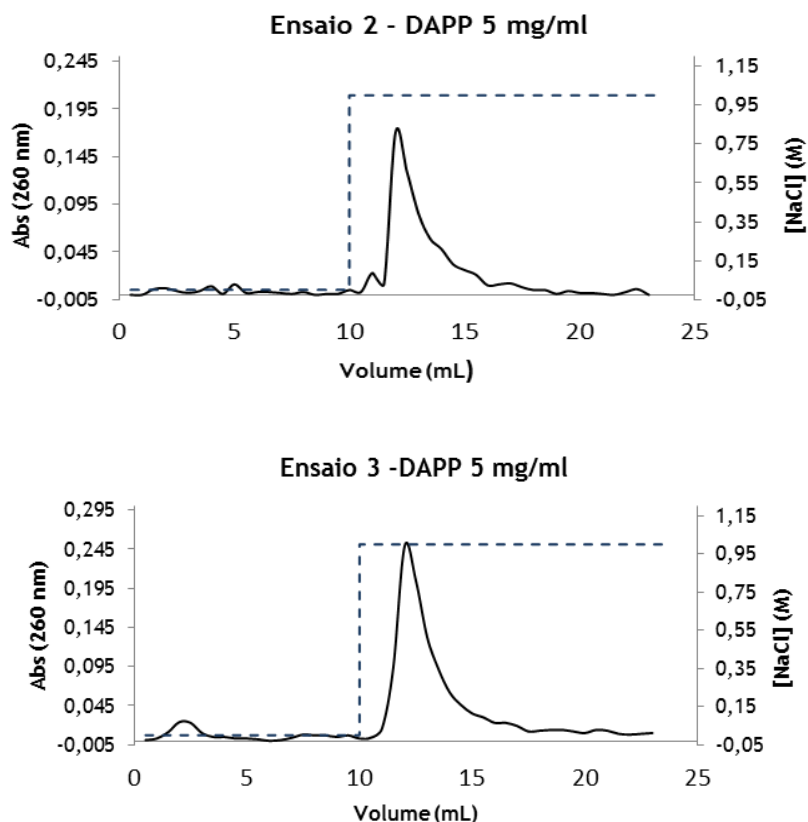 Ensaio 2 - DAPP 5 mg/ml
0,245
0,195
0,145
0,095
0,045
-0,005
Abs (260 nm)
1,15
0,95
0,75
0,55
0,35
0,15
-0,05
[NaCl] (M)
0 5 10 15 20 25
Volume (mL)
Ensaio 3 -DAPP 5 mg/ml
0,295
0,245
0,195
0,145
0,095
0,045
-0,005
Abs (260 nm)
1,15
0,95
0,75
0,55
0,35
0,15
-0,05
[NaCl] (M)
0 5 10 15 20 25
Volume (mL)